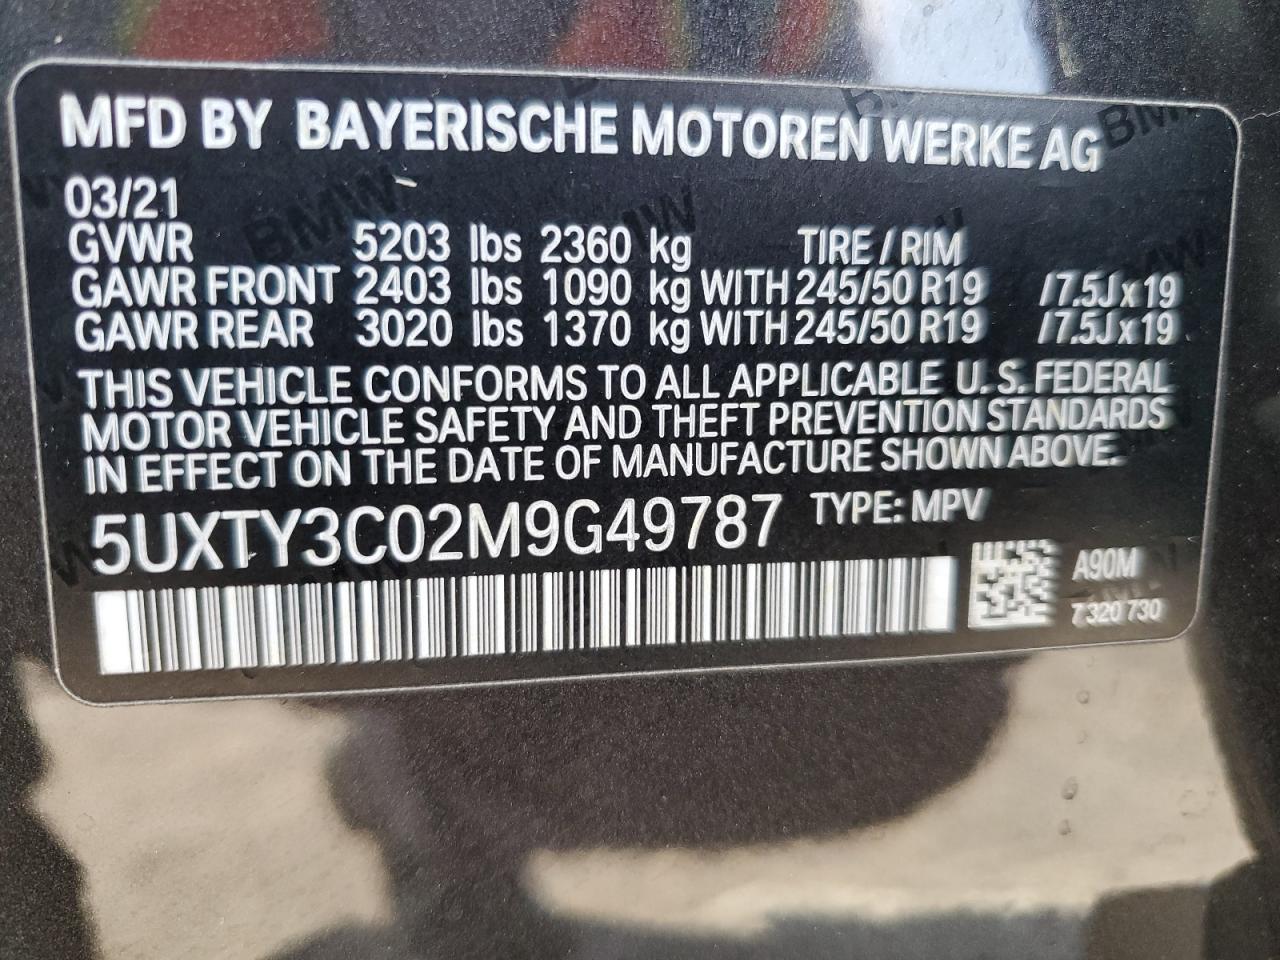 MFD BY BAYERISCHE MOTOREN WERKE AG
03/21
GVWR 5203 lbs 2360 kg TIRE / RIM
GAWR FRONT 2403 lbs 1090 kg WITH 245/50 R19 /7.5J x 19
GAWR REAR 3020 lbs 1370 kg WITH 245/50 R19 /7.5J x 19
THIS VEHICLE CONFORMS TO ALL APPLICABLE U. S. FEDERAL
MOTOR VEHICLE SAFETY AND THEFT PREVENTION STANDARDS
IN EFFECT ON THE DATE OF MANUFACTURE SHOWN ABOVE.
5UXTY3C02M9G49787 TYPE: MPV
A90M
7 320 730